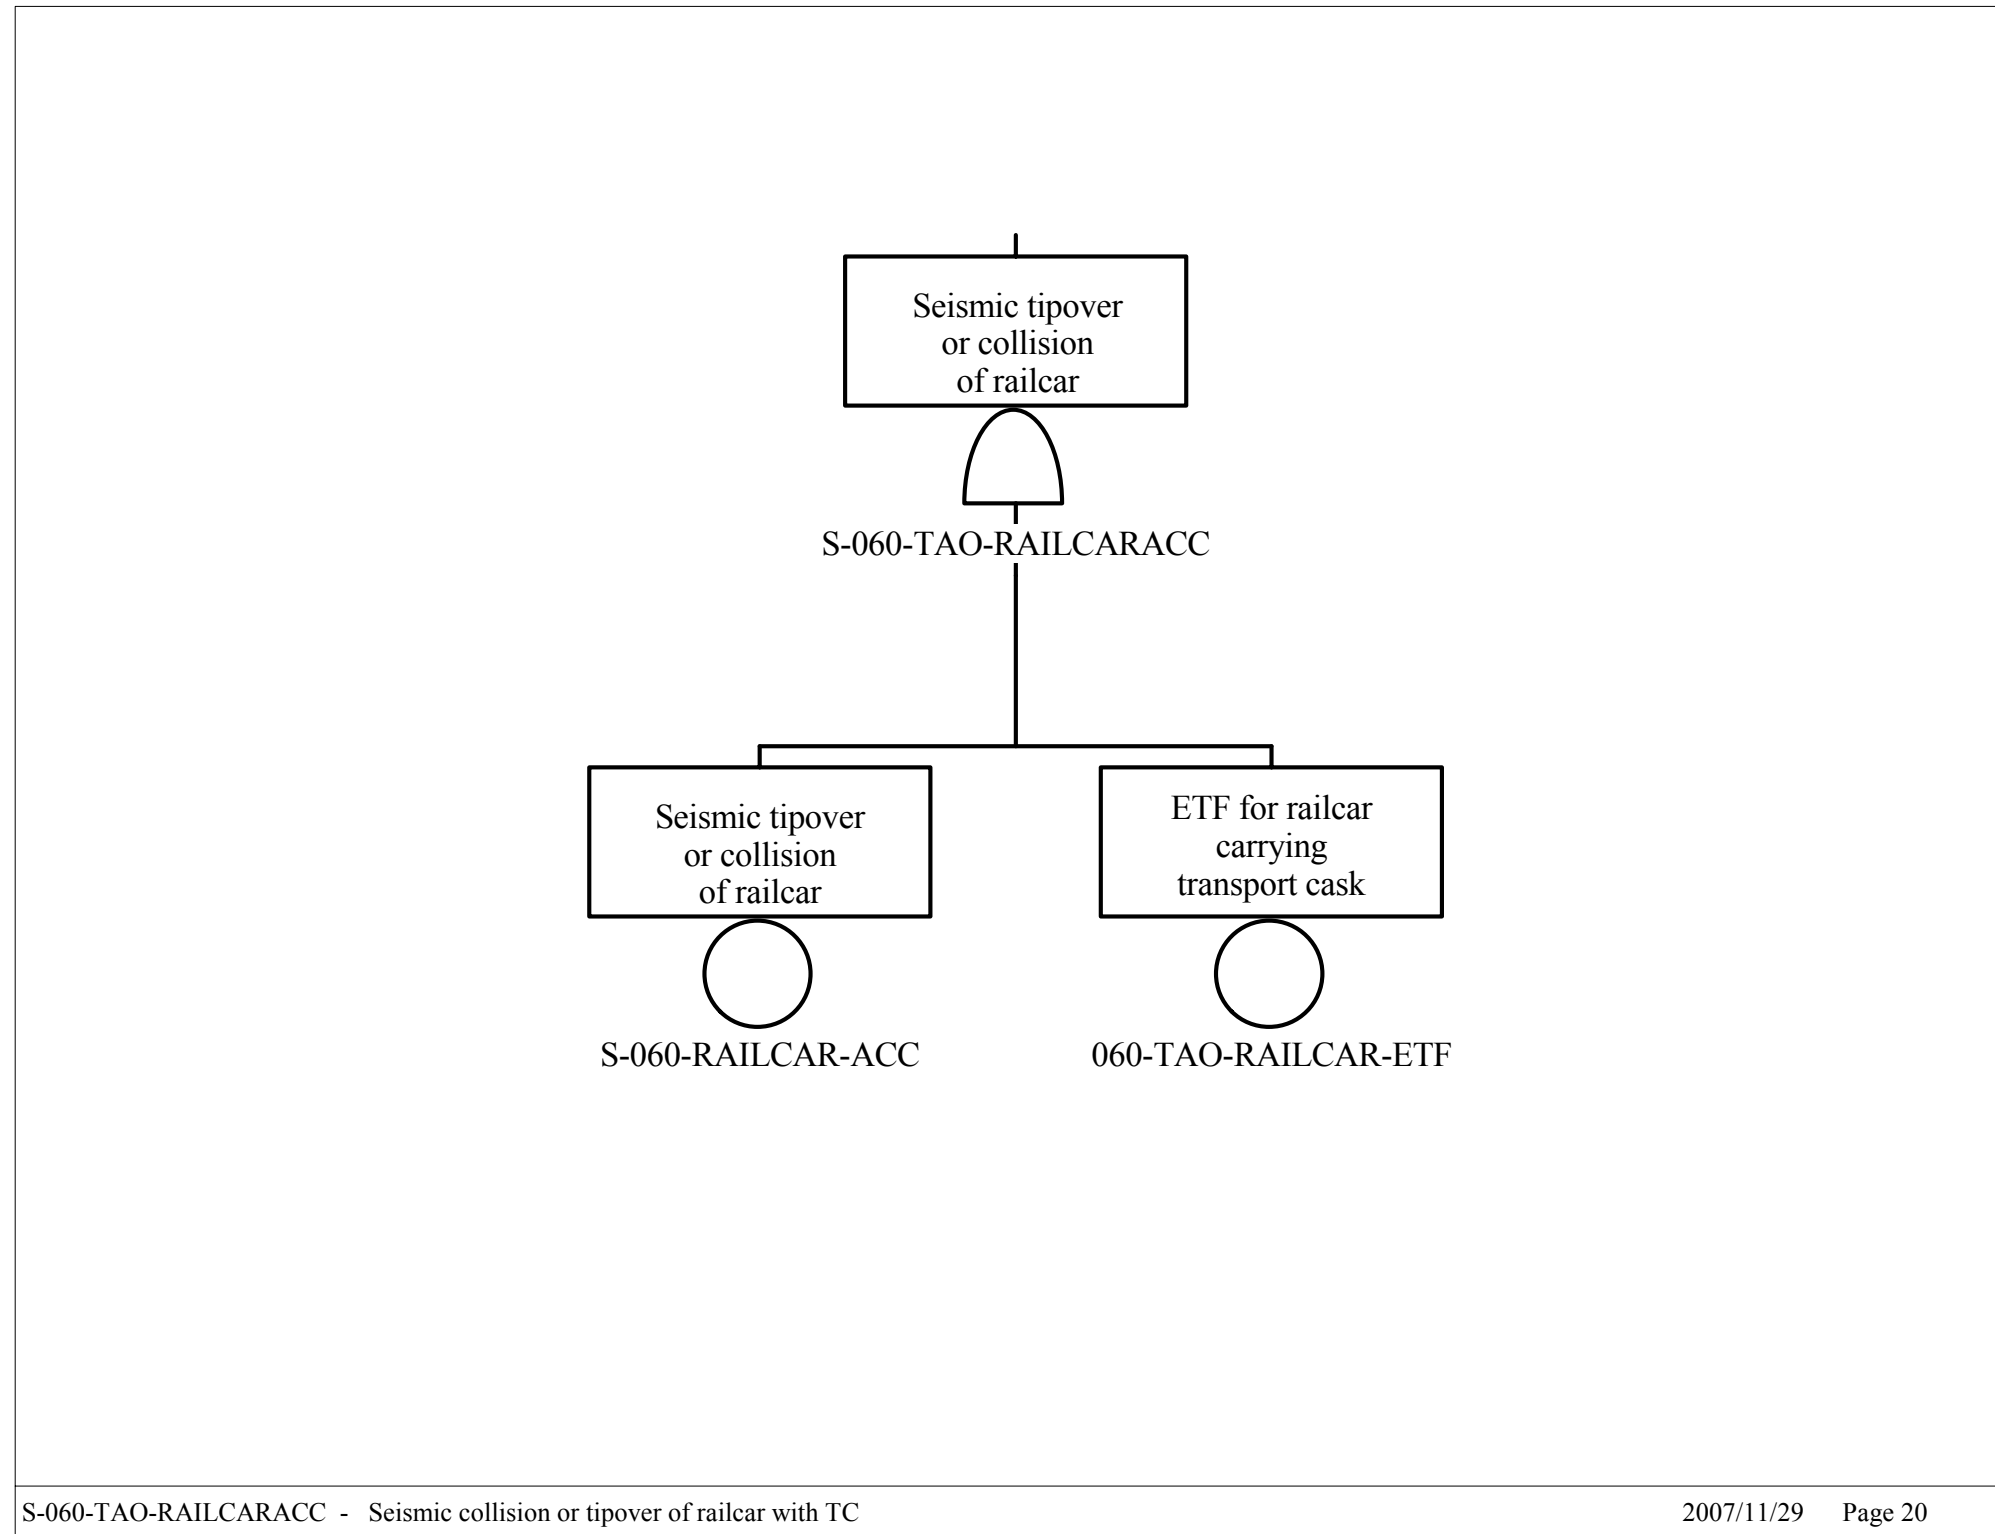 Seismic tipover
or collision
of railcar
S-060-TAO-RAILCARACC
Seismic tipover
or collision
of railcar
S-060-RAILCAR-ACC
ETF for railcar
carrying
transport cask
060-TAO-RAILCAR-ETF
S-060-TAO-RAILCARACC - Seismic collision or tipover of railcar with TC
2007/11/29 Page 20